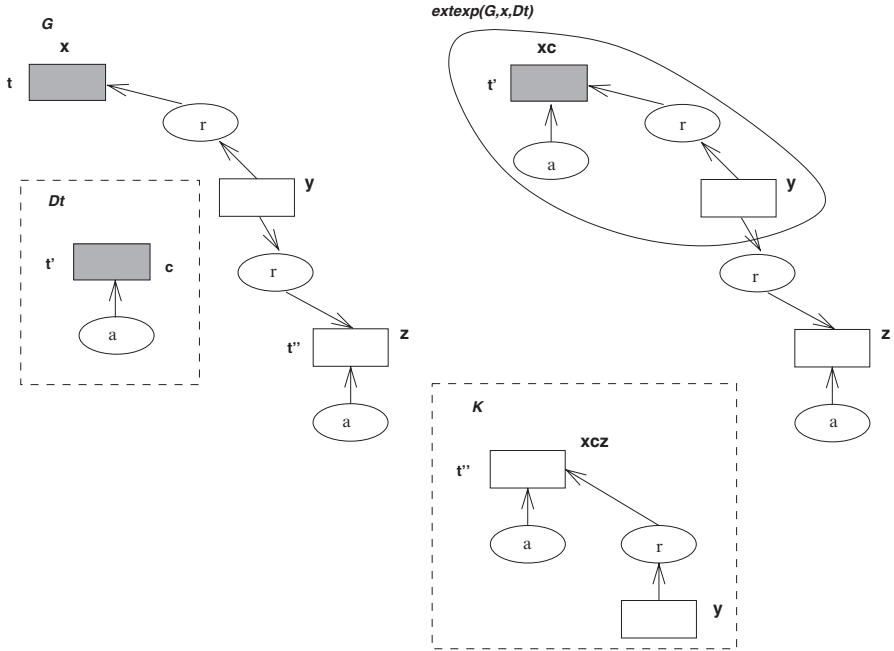 G
x
t
r
y
Dt
t'
c
a
r
z
t''
a
extexp(G,x,Dt)
xc
t'
r
a
y
r
z
a
K
xcz
t''
a
r
y